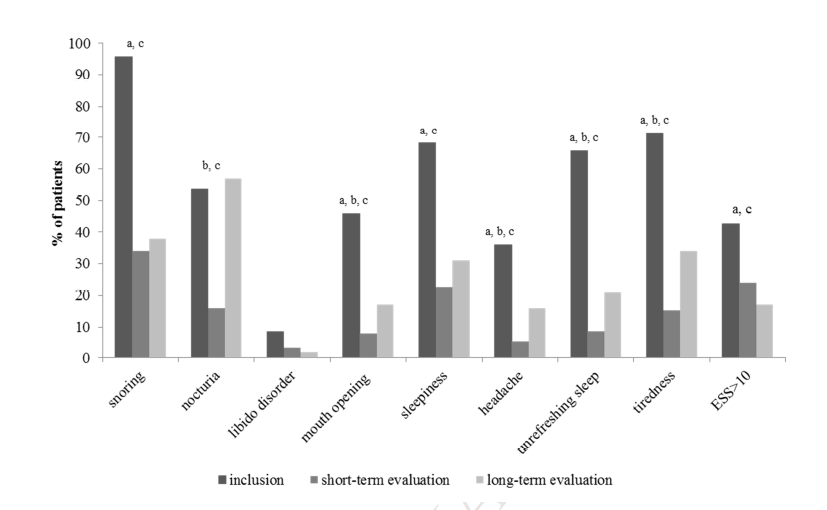 % of patients
100
90
80
70
60
50
40
30
20
10
0
a, c
b, c
a, b, c
a, c
a, b, c
a, b, c
a, b, c
a, c
snoring
nocturia
libido disorder
mouth opening
sleepiness
headache
unrefreshing sleep
tiredness
ESS>10
inclusion short-term evaluation long-term evaluation